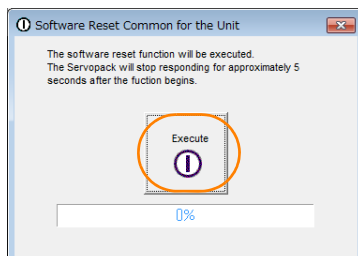 Software Reset Common for the Unit
The software reset function will be executed.
The Servopack will stop responding for approximately 5
seconds after the fuction begins.
Execute
0%